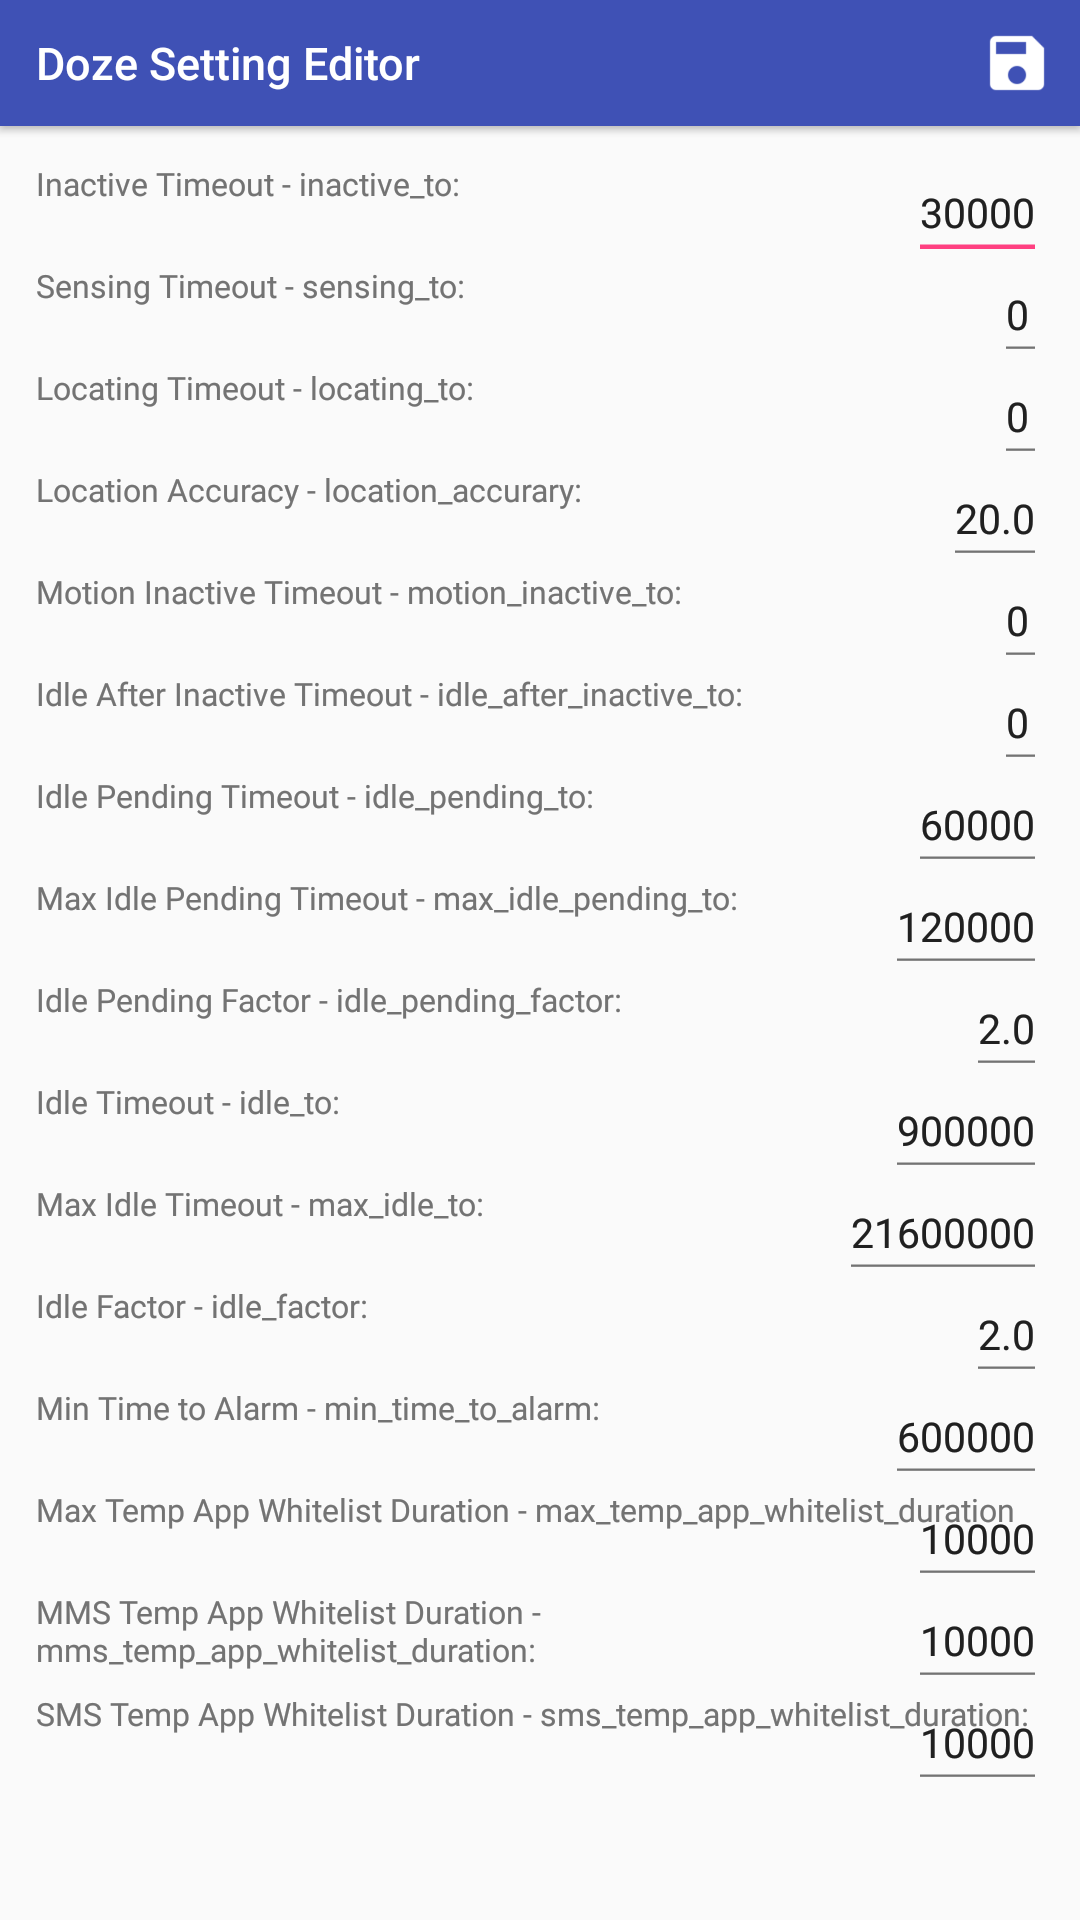 Doze Setting Editor
Inactive Timeout - inactive_to:
30000
Sensing Timeout - sensing_to:
0
Locating Timeout - locating_to:
0
Location Accuracy - location_accurary:
20.0
Motion Inactive Timeout - motion_inactive_to:
0
Idle After Inactive Timeout - idle_after_inactive_to:
0
Idle Pending Timeout - idle_pending_to:
60000
Max Idle Pending Timeout - max_idle_pending_to:
120000
Idle Pending Factor - idle_pending_factor:
2.0
Idle Timeout - idle_to:
900000
Max Idle Timeout - max_idle_to:
21600000
Idle Factor - idle_factor:
2.0
Min Time to Alarm - min_time_to_alarm:
600000
Max Temp App Whitelist Duration - max_temp_app_whitelist_duration
10000
MMS Temp App Whitelist Duration -
mms_temp_app_whitelist_duration:
10000
SMS Temp App Whitelist Duration - sms_temp_app_whitelist_duration:
10000